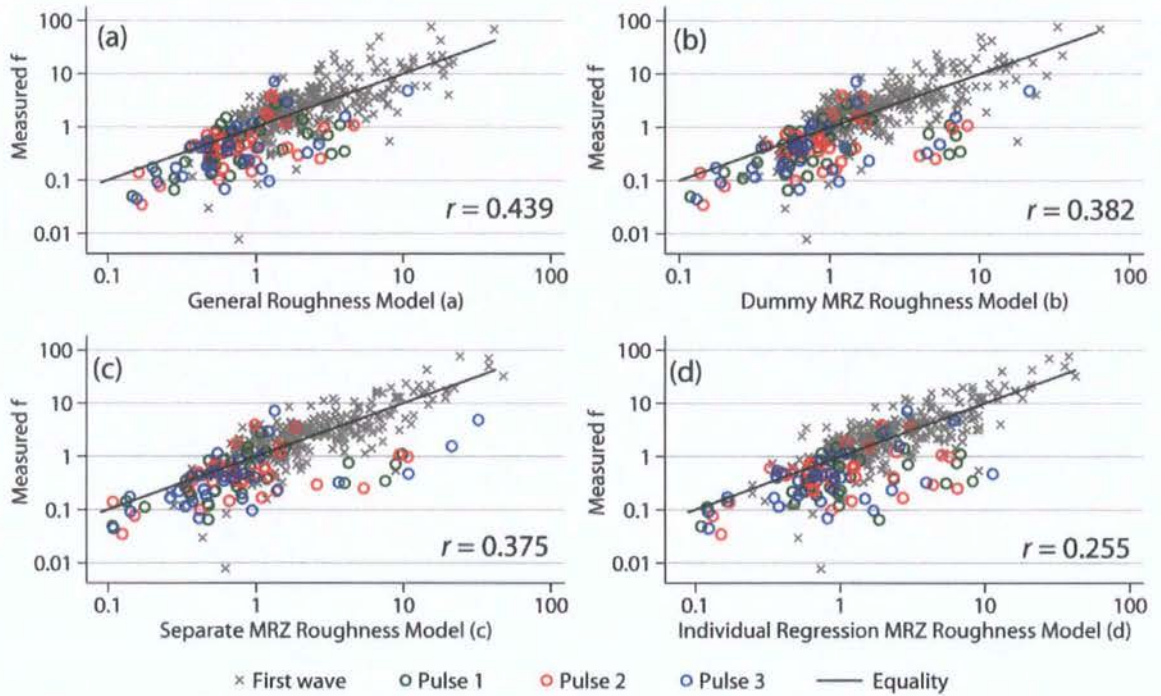 (a)
Measured f
100
10
1
0.1
0.01
r = 0.439
0.1 1 10 100
General Roughness Model (a)
(b)
Measured f
100
10
1
0.1
0.01
r = 0.382
0.1 1 10 100
Dummy MRZ Roughness Model (b)
(c)
Measured f
100
10
1
0.1
0.01
r = 0.375
0.1 1 10 100
Separate MRZ Roughness Model (c)
(d)
Measured f
100
10
1
0.1
0.01
r = 0.255
0.1 1 10 100
Individual Regression MRZ Roughness Model (d)
First wave Pulse 1 Pulse 2 Pulse 3 Equality